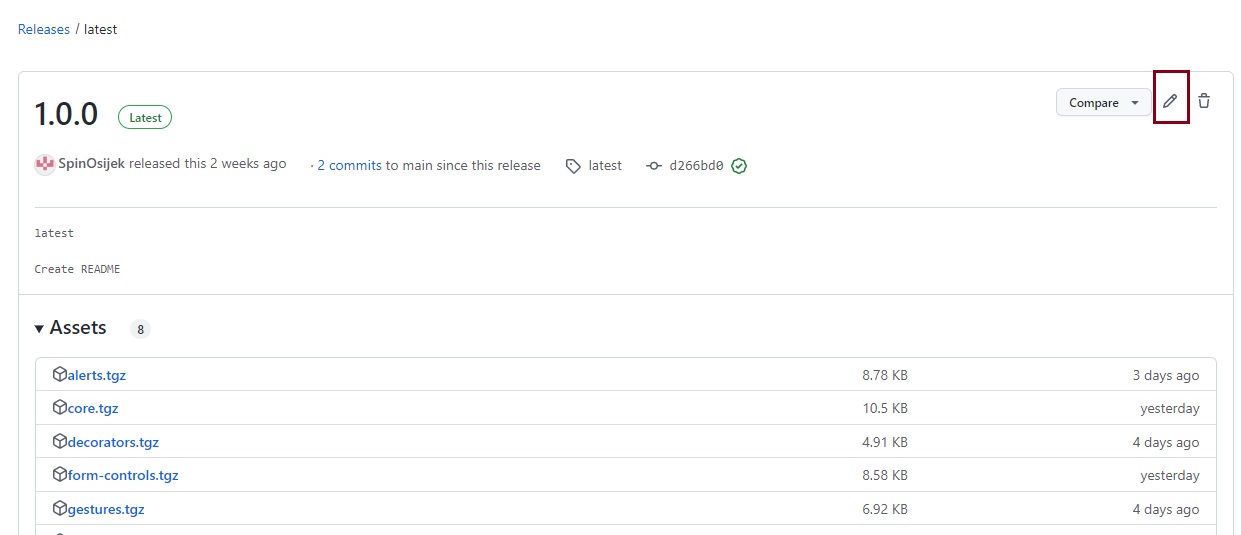 Releases / latest
1.0.0 Latest Compare
SpinOsijek released this 2 weeks ago · 2 commits to main since this release latest d266bd0
latest
Create README
Assets 8
alerts.tgz 8.78 KB 3 days ago
core.tgz 10.5 KB yesterday
decorators.tgz 4.91 KB 4 days ago
form-controls.tgz 8.58 KB yesterday
gestures.tgz 6.92 KB 4 days ago